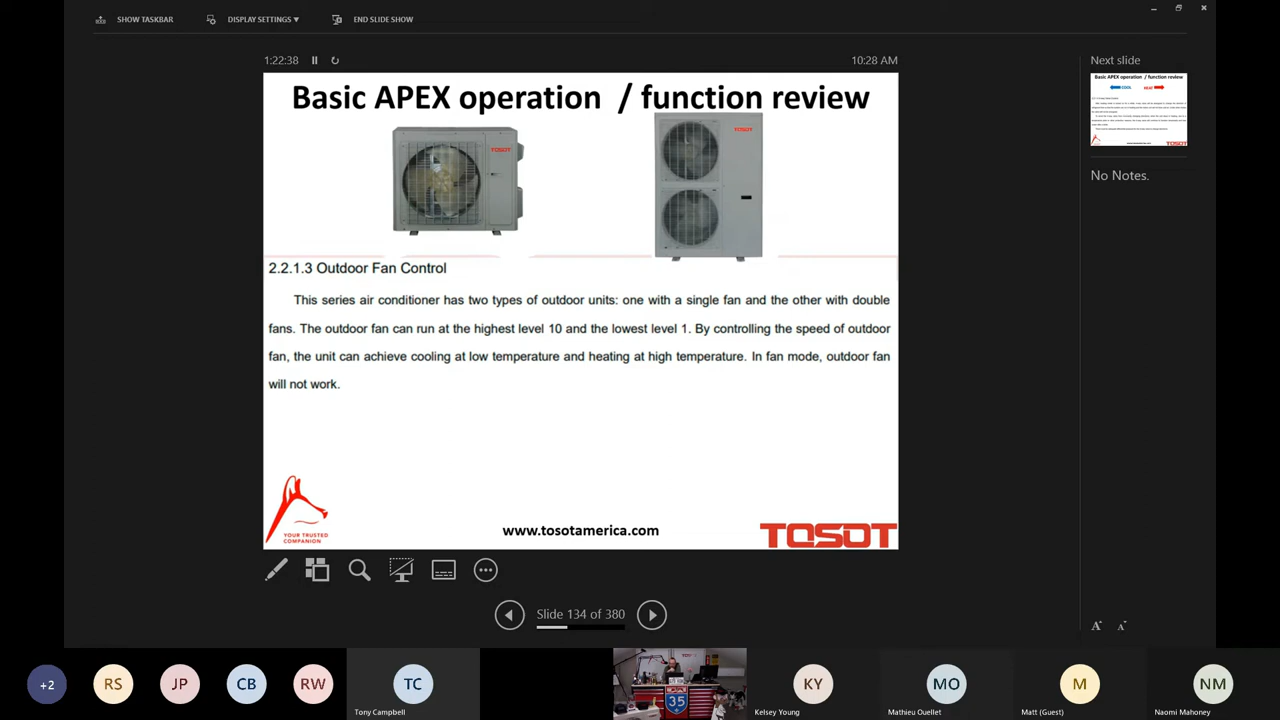 SHOW TASKBAR
DISPLAY SETTINGS ▼
END SLIDE SHOW
1:22:38
10:28 AM
Basic APEX operation / function review
TOSOT
TOSOT
2.2.1.3 Outdoor Fan Control
This series air conditioner has two types of outdoor units: one with a single fan and the other with double
fans. The outdoor fan can run at the highest level 10 and the lowest level 1. By controlling the speed of outdoor
fan, the unit can achieve cooling at low temperature and heating at high temperature. In fan mode, outdoor fan
will not work.
YOUR TRUSTED
COMPANION
www.tosotamerica.com
TOSOT
Slide 134 of 380
Next slide
Basic APEX operation / function review
COOL
HEAT
TOSOT
No Notes.
A
A
+2
RS
JP
CB
RW
TC
Tony Campbell
35
KY
Kelsey Young
MO
Mathieu Ouellet
M
Matt (Guest)
NM
Naomi Mahoney